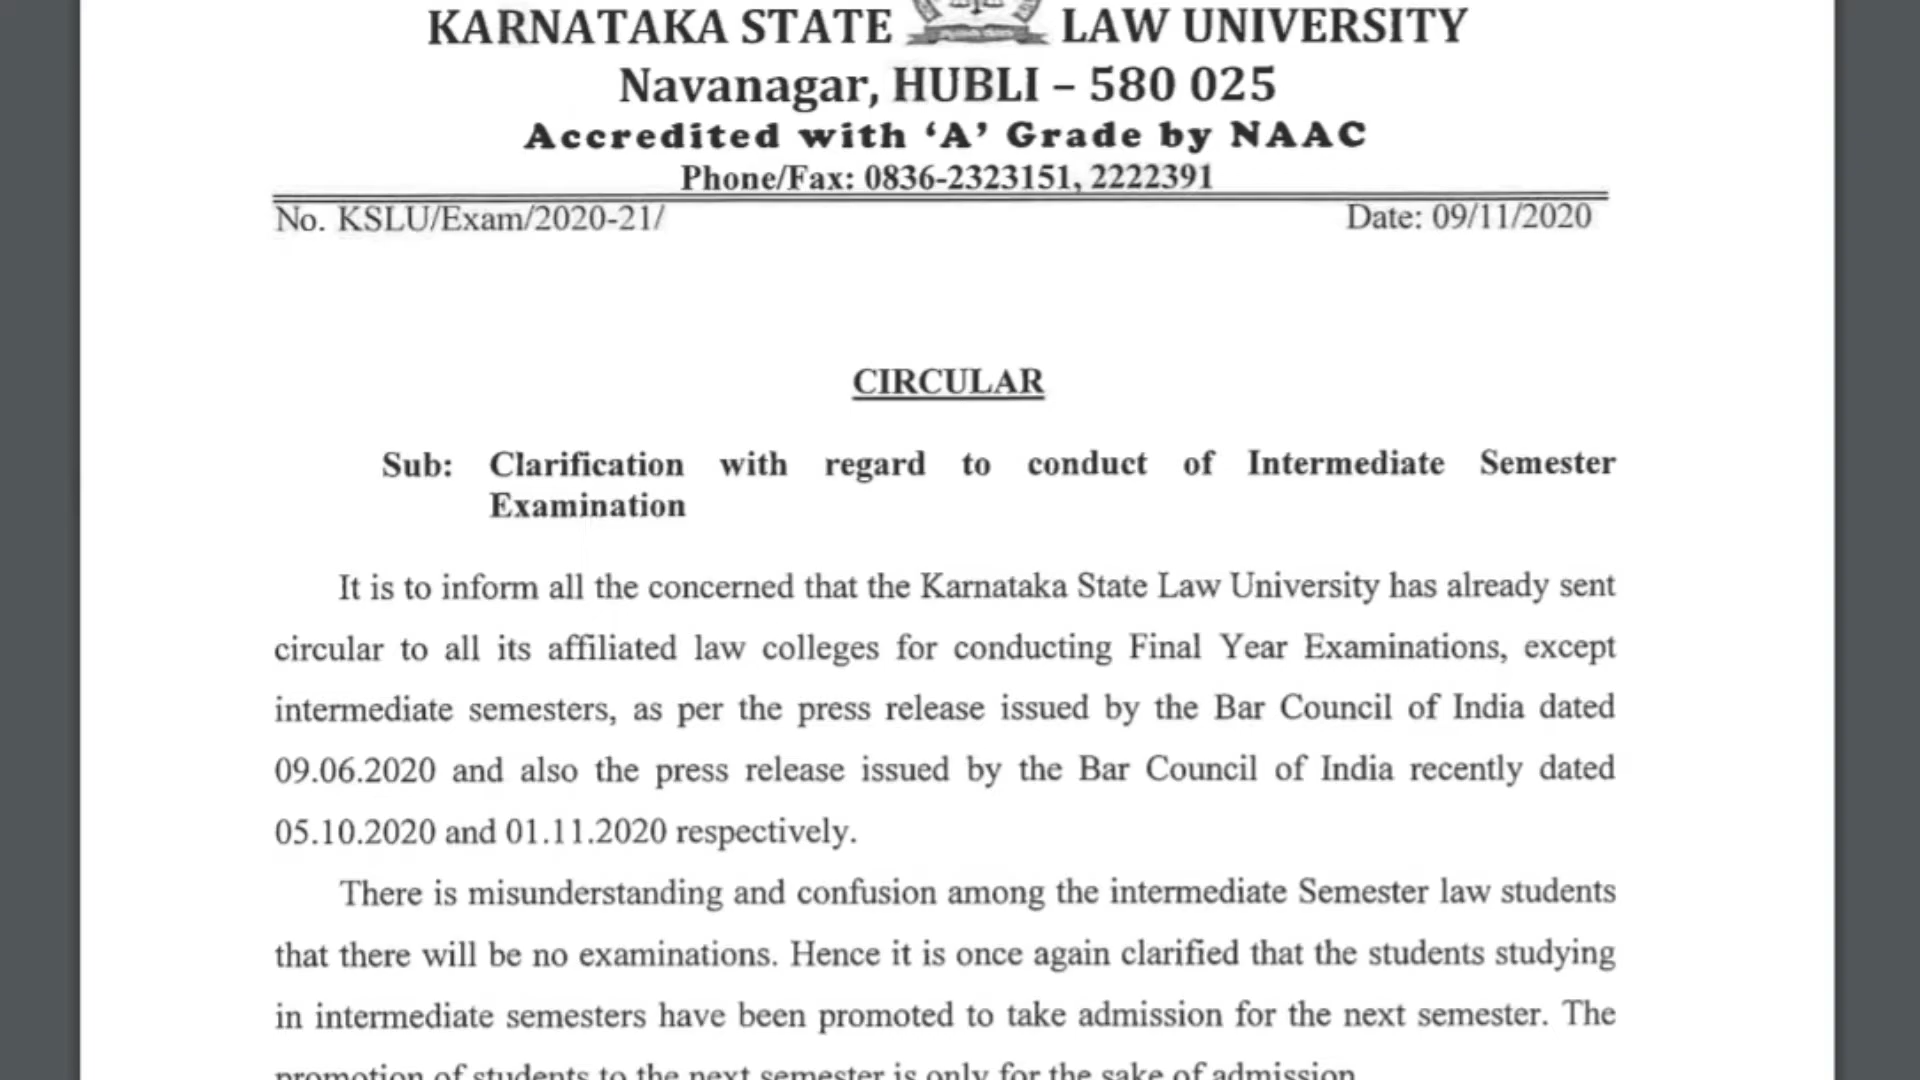 KARNATAKA STATE LAW UNIVERSITY
Navanagar, HUBLI – 580 025
Accredited with ‘A’ Grade by NAAC
Phone/Fax: 0836-2323151, 2222391
No. KSLU/Exam/2020-21/ Date: 09/11/2020
CIRCULAR
Sub: Clarification with regard to conduct of Intermediate Semester
Examination
It is to inform all the concerned that the Karnataka State Law University has already sent
circular to all its affiliated law colleges for conducting Final Year Examinations, except
intermediate semesters, as per the press release issued by the Bar Council of India dated
09.06.2020 and also the press release issued by the Bar Council of India recently dated
05.10.2020 and 01.11.2020 respectively.
There is misunderstanding and confusion among the intermediate Semester law students
that there will be no examinations. Hence it is once again clarified that the students studying
in intermediate semesters have been promoted to take admission for the next semester. The
promotion of students to the next semester is only for the sake of admission